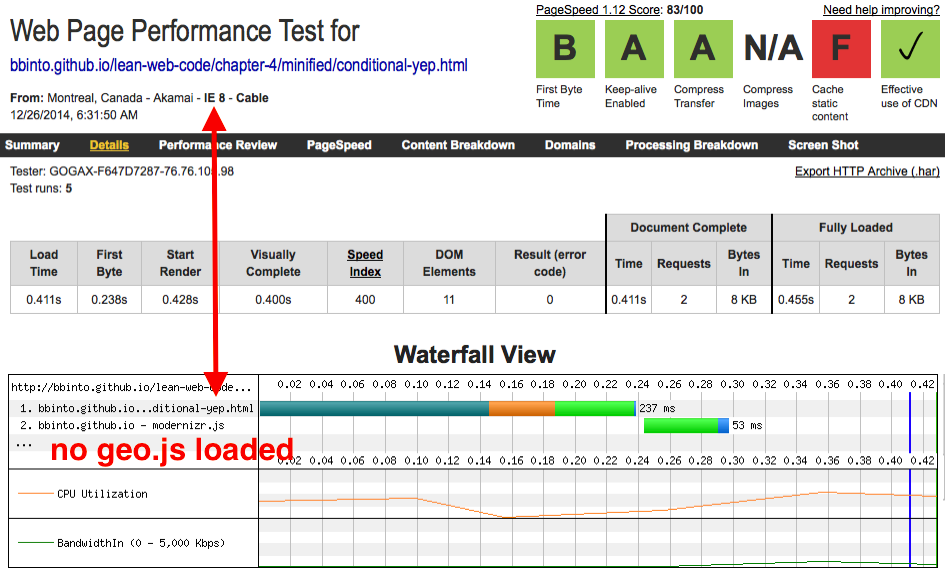 Web Page Performance Test for
bbinto.github.io/lean-web-code/chapter-4/minified/conditional-yep.html
From: Montreal, Canada - Akamai - IE 8 - Cable
12/26/2014, 6:31:50 AM
PageSpeed 1.12 Score: 83/100 Need help improving?
B A A N/A F ✓
First Byte Time
Keep-alive Enabled
Compress Transfer
Compress Images
Cache static content
Effective use of CDN
Summary Details Performance Review PageSpeed Content Breakdown Domains Processing Breakdown Screen Shot
Tester: GOGAX-F647D7287-76.76.10 .98
Export HTTP Archive (.har)
Test runs: 5
Document Complete Fully Loaded
Load Time First Byte Start Render Visually Complete Speed Index DOM Elements Result (error code) Time Requests Bytes In Time Requests Bytes In
0.411s 0.238s 0.428s 0.400s 400 11 0 0.411s 2 8 KB 0.455s 2 8 KB
Waterfall View
http://bbinto.github.io/lean-web-code... 0.02 0.04 0.06 0.08 0.10 0.12 0.14 0.16 0.18 0.20 0.22 0.24 0.26 0.28 0.30 0.32 0.34 0.36 0.38 0.40 0.42
1. bbinto.github.io...ditional-yep.html 237 ms
2. bbinto.github.io - modernizr.js 53 ms
...
no geo.js loaded
0.02 0.04 0.06 0.08 0.10 0.12 0.14 0.16 0.18 0.20 0.22 0.24 0.26 0.28 0.30 0.32 0.34 0.36 0.38 0.40 0.42
CPU Utilization
BandwidthIn (0 - 5,000 Kbps)